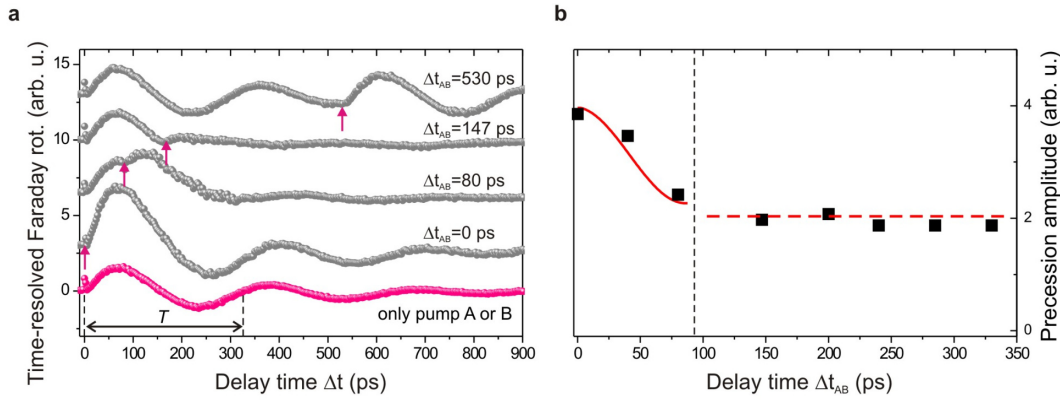 a
Time-resolved Faraday rot. (arb. u.)
15
10
5
0
Δt_AB=530 ps
Δt_AB=147 ps
Δt_AB=80 ps
Δt_AB=0 ps
only pump A or B
T
0 100 200 300 400 500 600 700 800 900
Delay time Δt (ps)
b
4
2
0
Precession amplitude (arb. u.)
0 50 100 150 200 250 300 350
Delay time Δt_AB (ps)